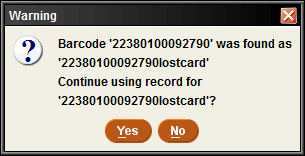 Warning
Barcode '22380100092790' was found as
'22380100092790lostcard'
Continue using record for
'22380100092790lostcard'?
Yes No